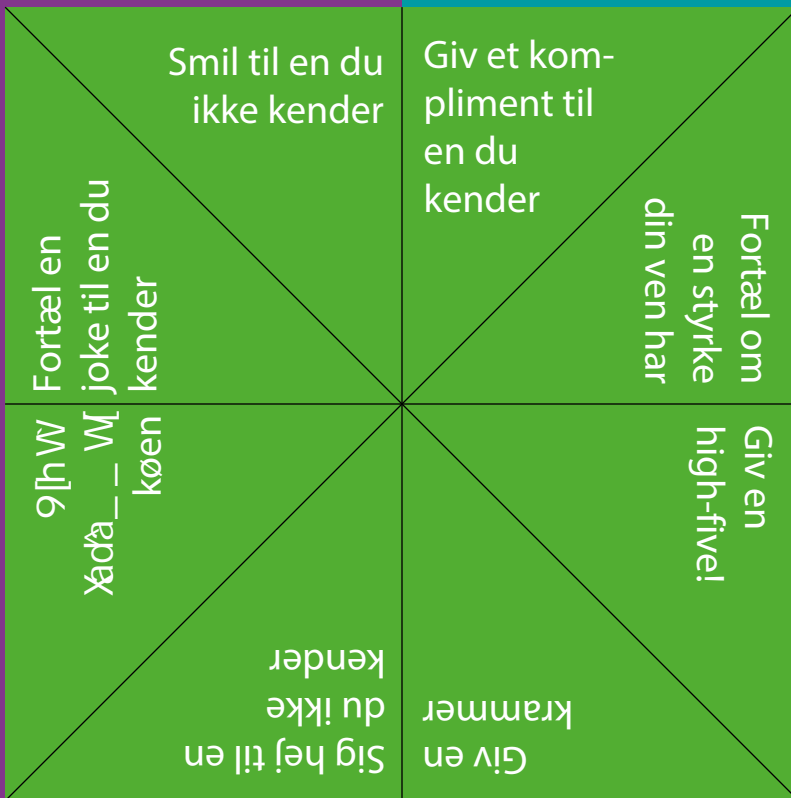 Smil til en du
ikke kender
Giv et kom-
pliment til
en du
kender
Fortæl om
en styrke
din ven har
Giv en
high-five!
Giv en
krammer
Sig hej til en
du ikke
kender
køen
Fortæl en
joke til en du
kender